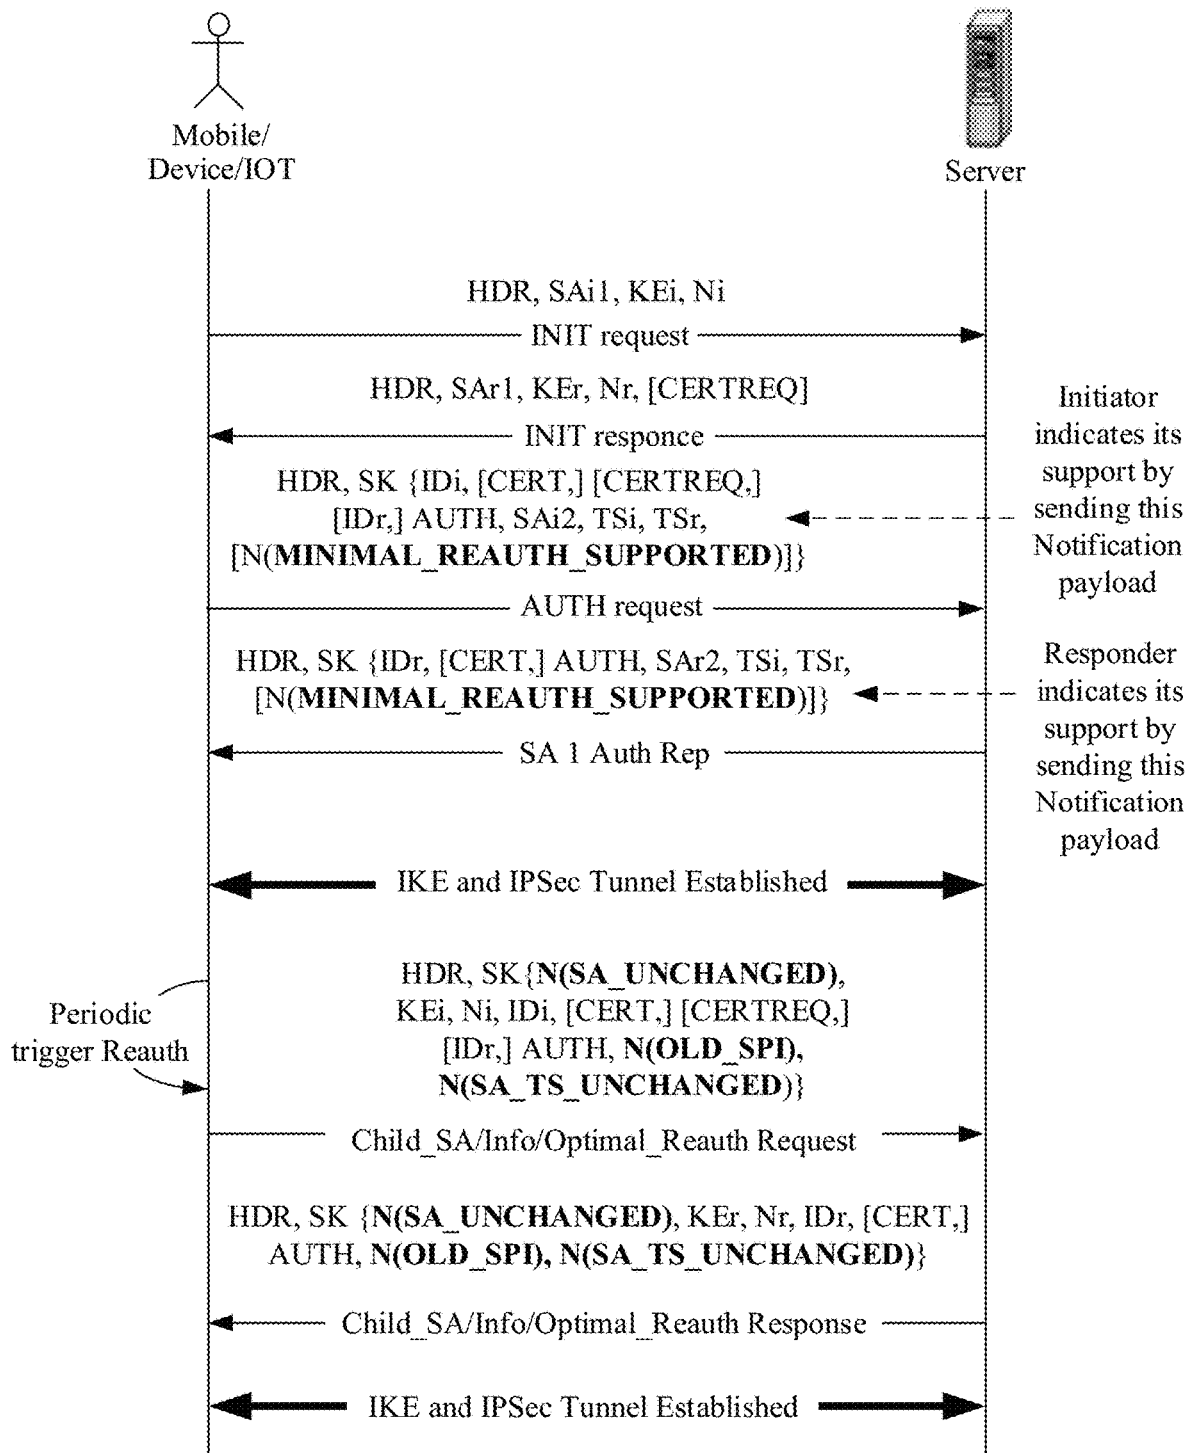 Mobile/
Device/IOT
Server
HDR, SAi1, KEi, Ni
INIT request
HDR, SAr1, KEr, Nr, [CERTREQ]
INIT responce
HDR, SK {IDi, [CERT,] [CERTREQ,]
[IDr,] AUTH, SAi2, TSi, TSr,
[N(MINIMAL_REAUTH_SUPPORTED)]}
Initiator
indicates its
support by
sending this
Notification
payload
AUTH request
HDR, SK {IDr, [CERT,] AUTH, SAr2, TSi, TSr,
[N(MINIMAL_REAUTH_SUPPORTED)]}
Responder
indicates its
support by
sending this
Notification
payload
SA 1 Auth Rep
IKE and IPSec Tunnel Established
Periodic
trigger Reauth
HDR, SK{N(SA_UNCHANGED),
KEi, Ni, IDi, [CERT,] [CERTREQ,]
[IDr,] AUTH, N(OLD_SPI),
N(SA_TS_UNCHANGED)}
Child_SA/Info/Optimal_Reauth Request
HDR, SK {N(SA_UNCHANGED), KEr, Nr, IDr, [CERT,]
AUTH, N(OLD_SPI), N(SA_TS_UNCHANGED)}
Child_SA/Info/Optimal_Reauth Response
IKE and IPSec Tunnel Established